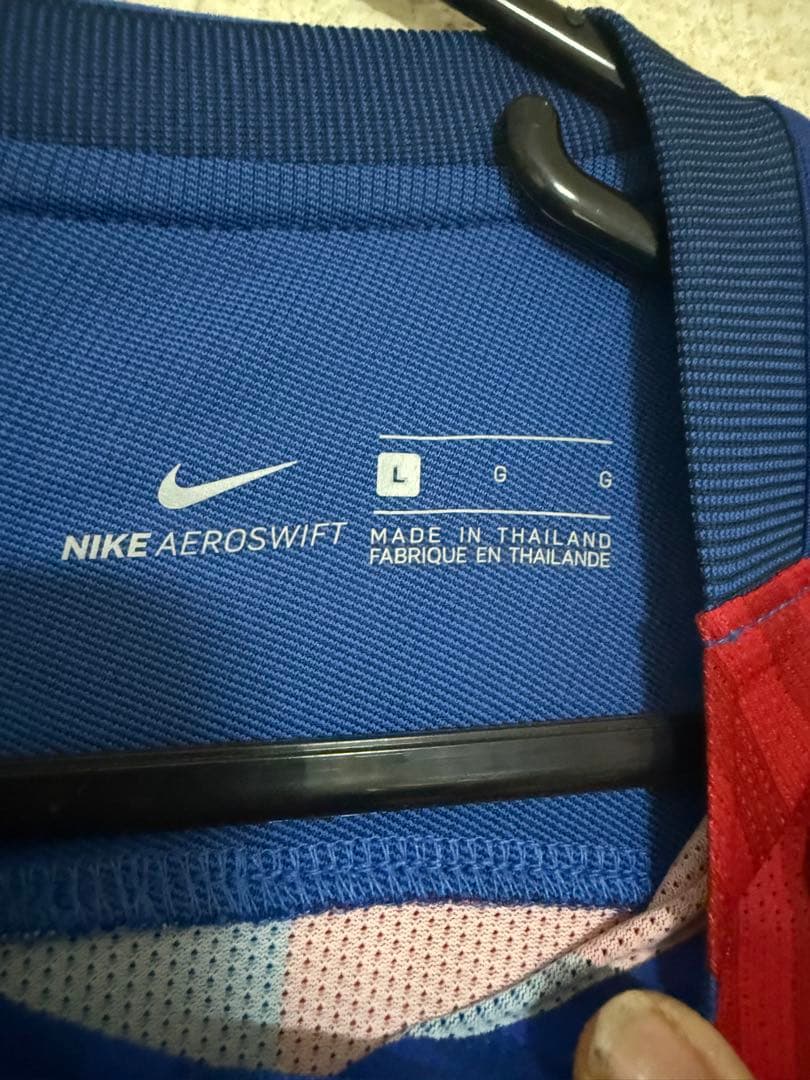 NIKE AEROSWIFT
L G G
MADE IN THAILAND
FABRIQUE EN THAILANDE